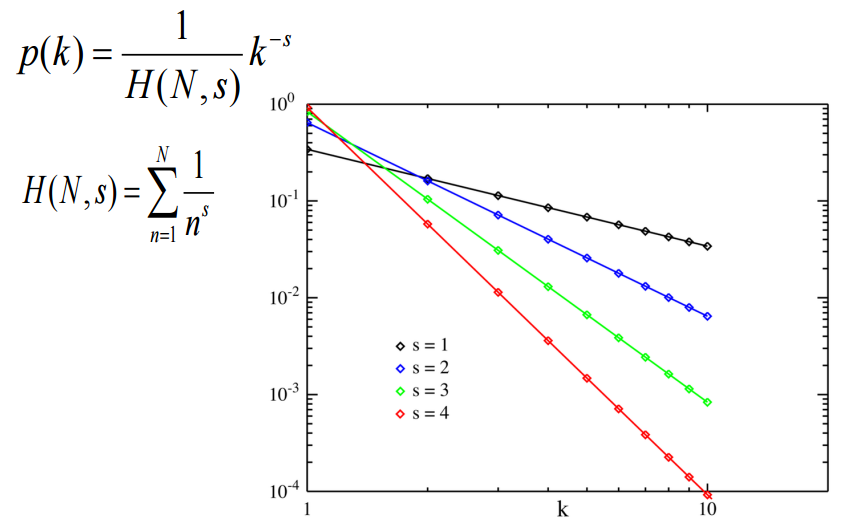 p(k) = 1 / H(N,s) k^{-s}
H(N,s) = \sum_{n=1}^{N} 1 / n^{s}
10^0
10^{-1}
10^{-2}
10^{-3}
10^{-4}
s = 1
s = 2
s = 3
s = 4
1 k 10